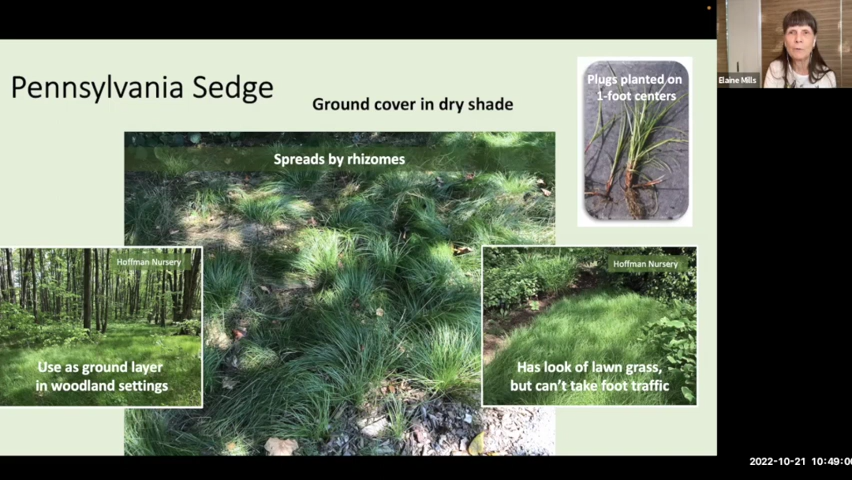 Pennsylvania Sedge
Ground cover in dry shade
Plugs planted on
1-foot centers
Elaine Mills
Spreads by rhizomes
Hoffman Nursery
Use as ground layer
in woodland settings
Hoffman Nursery
Has look of lawn grass,
but can't take foot traffic
2022-10-21 10:49:0